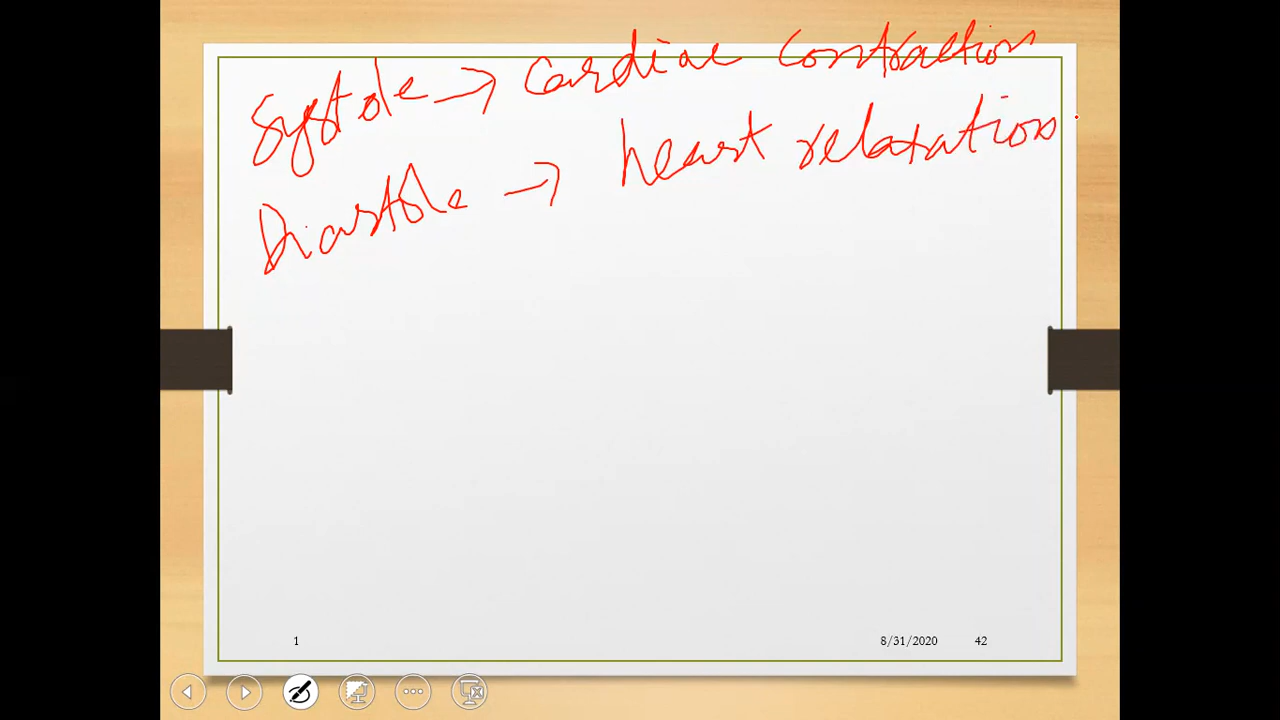 Systole → Cardiac contraction
Diastole → heart relaxation
1
8/31/2020 42